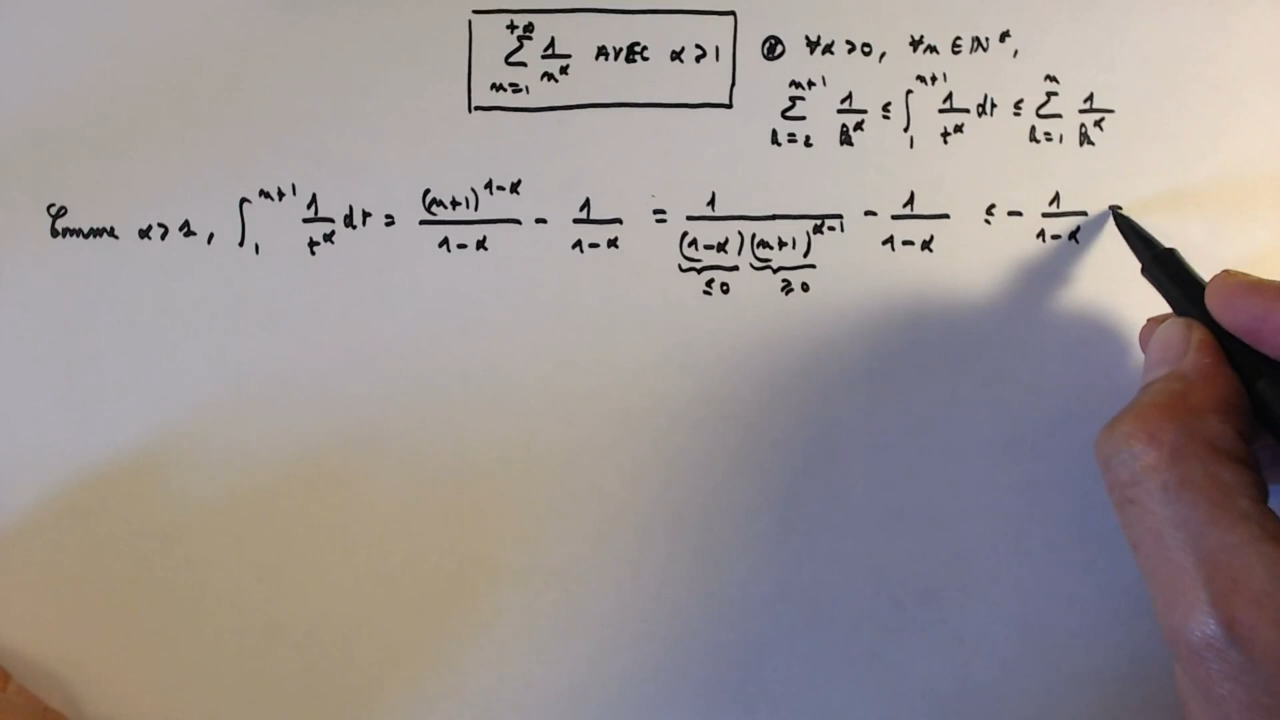 +∞
∑ 1/n^α AVEC α > 1
n=1
(*) ∀α > 0, ∀n ∈ ℕ*,
∑_{k=2}^{n+1} 1/k^α ≤ ∫_1^{n+1} 1/t^α dt ≤ ∑_{k=1}^{n} 1/k^α
Comme α > 1, ∫_1^{n+1} 1/t^α dt = (n+1)^{1-α}/(1-α) - 1/(1-α) = 1/((1-α)(n+1)^{α-1}) - 1/(1-α) ≤ - 1/(1-α) =
≤0 ≥0